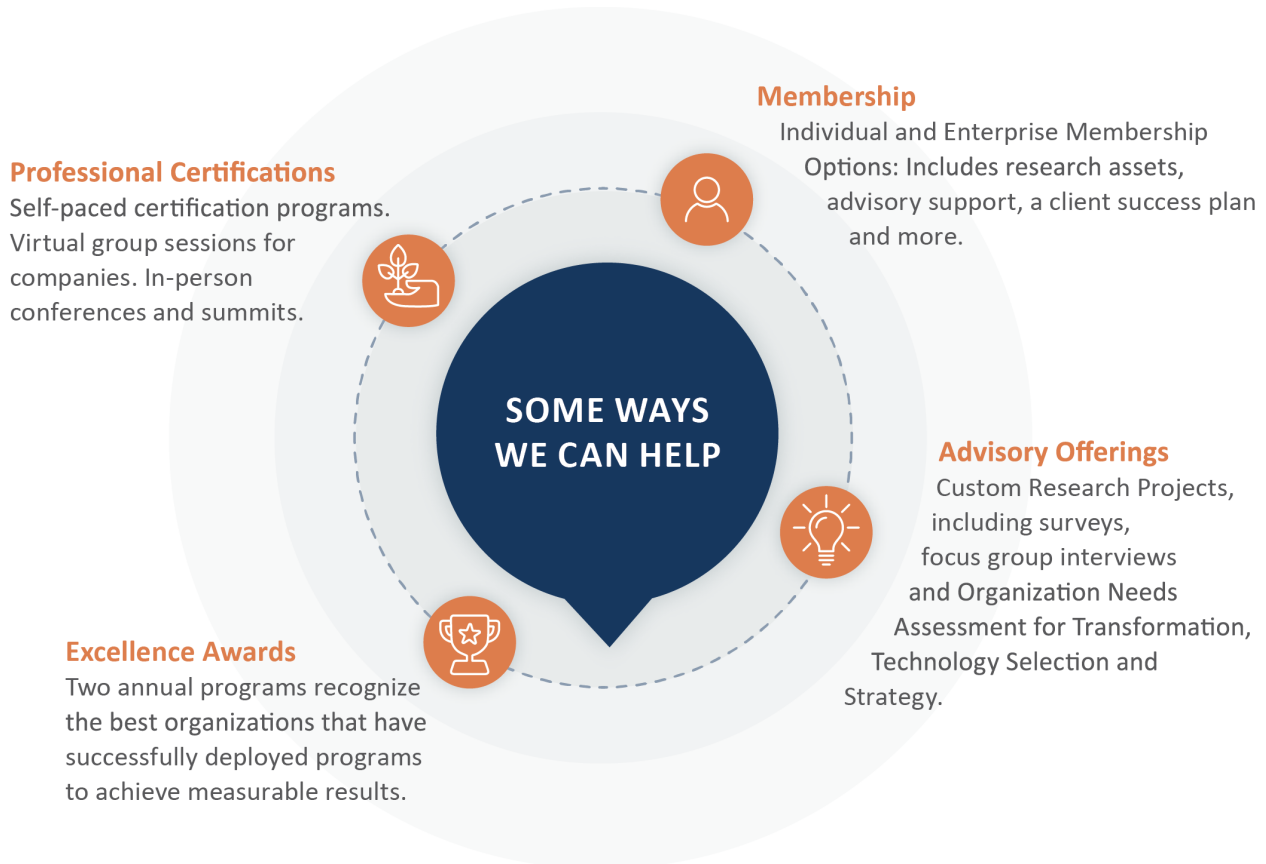 Membership
Individual and Enterprise Membership
Options: Includes research assets,
advisory support, a client success plan
and more.
Professional Certifications
Self-paced certification programs.
Virtual group sessions for
companies. In-person
conferences and summits.
SOME WAYS
WE CAN HELP
Advisory Offerings
Custom Research Projects,
including surveys,
focus group interviews
and Organization Needs
Assessment for Transformation,
Technology Selection and
Strategy.
Excellence Awards
Two annual programs recognize
the best organizations that have
successfully deployed programs
to achieve measurable results.